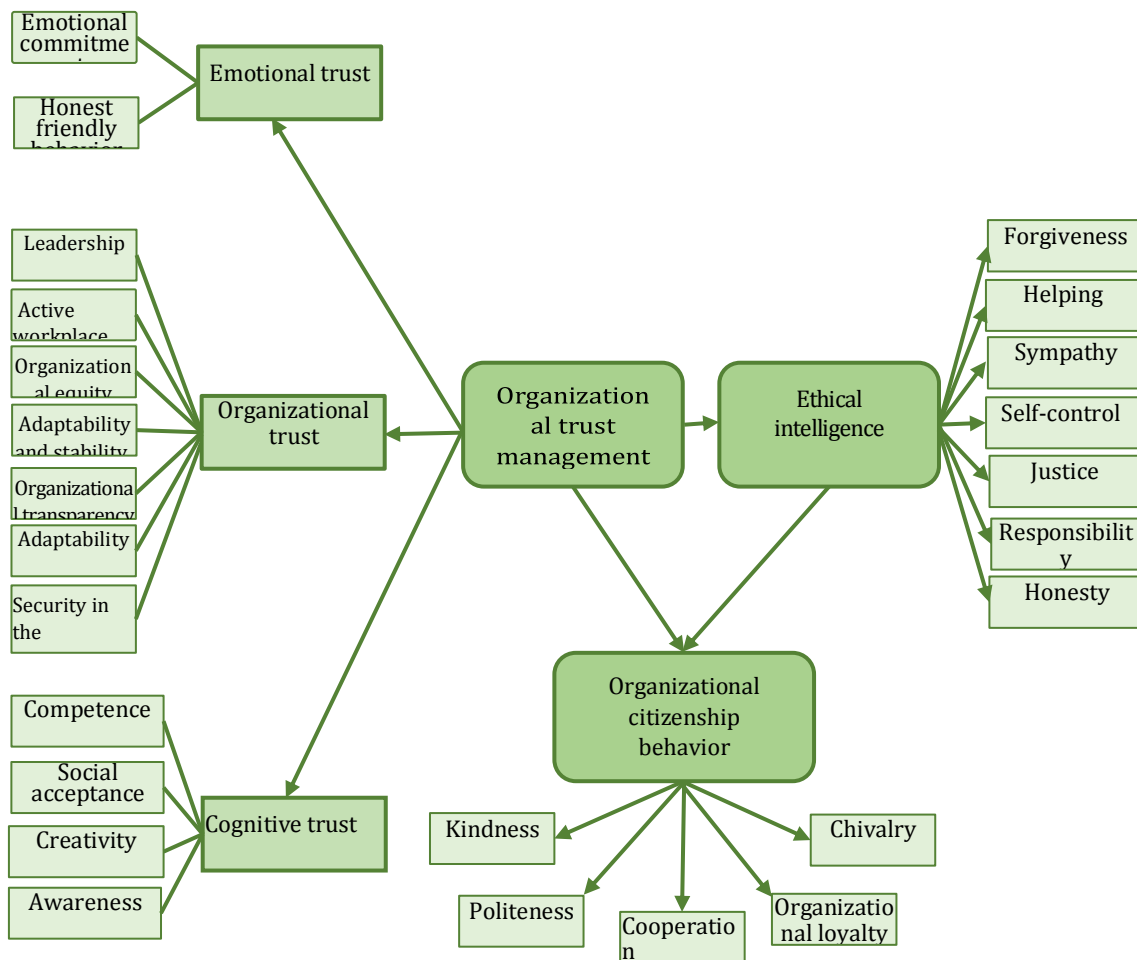 Emotional
commitme
Emotional trust
Honest
friendly
behavior
Leadership
Active
workplace
Organization
al equity
Adaptability
and stability
Organizationa
l transparency
Adaptability
Security in
the
Organizational
trust
Organization
al trust
management
Ethical
intelligence
Forgiveness
Helping
Sympathy
Self-control
Justice
Responsibilit
y
Honesty
Organizational
citizenship
behavior
Competence
Social
acceptance
Creativity
Awareness
Cognitive trust
Kindness
Chivalry
Politeness
Cooperatio
n
Organizatio
nal loyalty